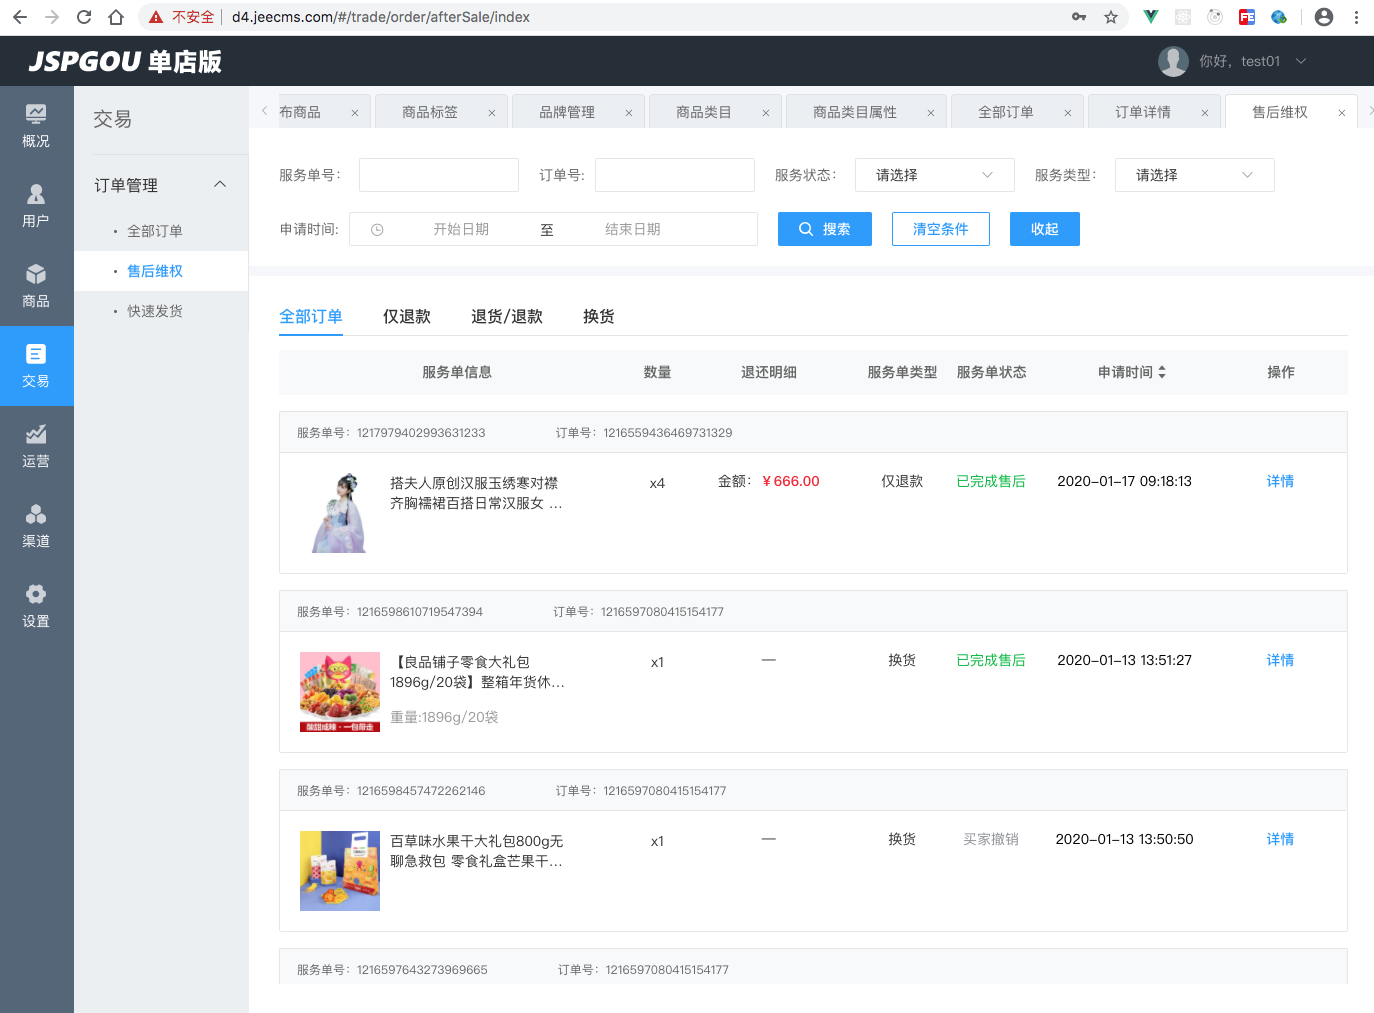 不安全 d4.jeecms.com/#/trade/order/afterSale/index
JSPGOU 单店版
你好，test01
概况
用户
商品
交易
运营
渠道
设置
交易
订单管理
· 全部订单
· 售后维权
· 快速发货
布商品 × 商品标签 × 品牌管理 × 商品类目 × 商品类目属性 × 全部订单 × 订单详情 × 售后维权 ×
服务单号： 订单号: 服务状态： 请选择 服务类型： 请选择
申请时间: 开始日期 至 结束日期 搜索 清空条件 收起
全部订单 仅退款 退货/退款 换货
服务单信息 数量 退还明细 服务单类型 服务单状态 申请时间 操作
服务单号：1217979402993631233 订单号：1216559436469731329
搭夫人原创汉服玉绣寒对襟 x4 金额：￥666.00 仅退款 已完成售后 2020-01-17 09:18:13 详情
齐胸襦裙百搭日常汉服女 ...
服务单号：1216598610719547394 订单号：1216597080415154177
【良品铺子零食大礼包 x1 — 换货 已完成售后 2020-01-13 13:51:27 详情
1896g/20袋】整箱年货休...
重量:1896g/20袋
酸甜咸辣·一包带走
服务单号：1216598457472262146 订单号：1216597080415154177
百草味水果干大礼包800g无 x1 — 换货 买家撤销 2020-01-13 13:50:50 详情
聊急救包 零食礼盒芒果干...
服务单号：1216597643273969665 订单号：1216597080415154177